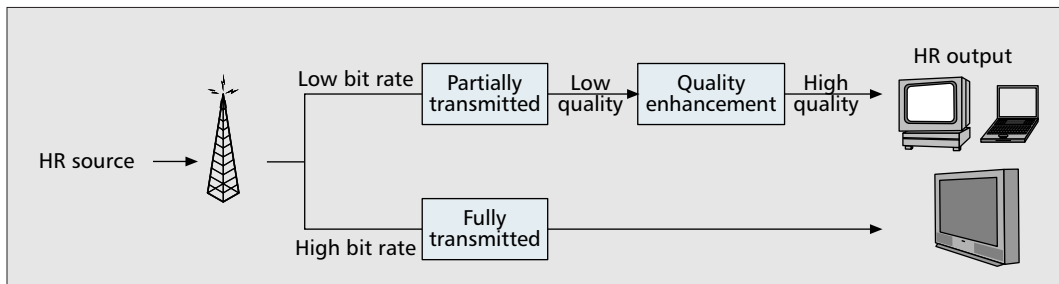 HR output
Low bit rate
Partially
transmitted
Low
quality
Quality
enhancement
High
quality
HR source
High bit rate
Fully
transmitted